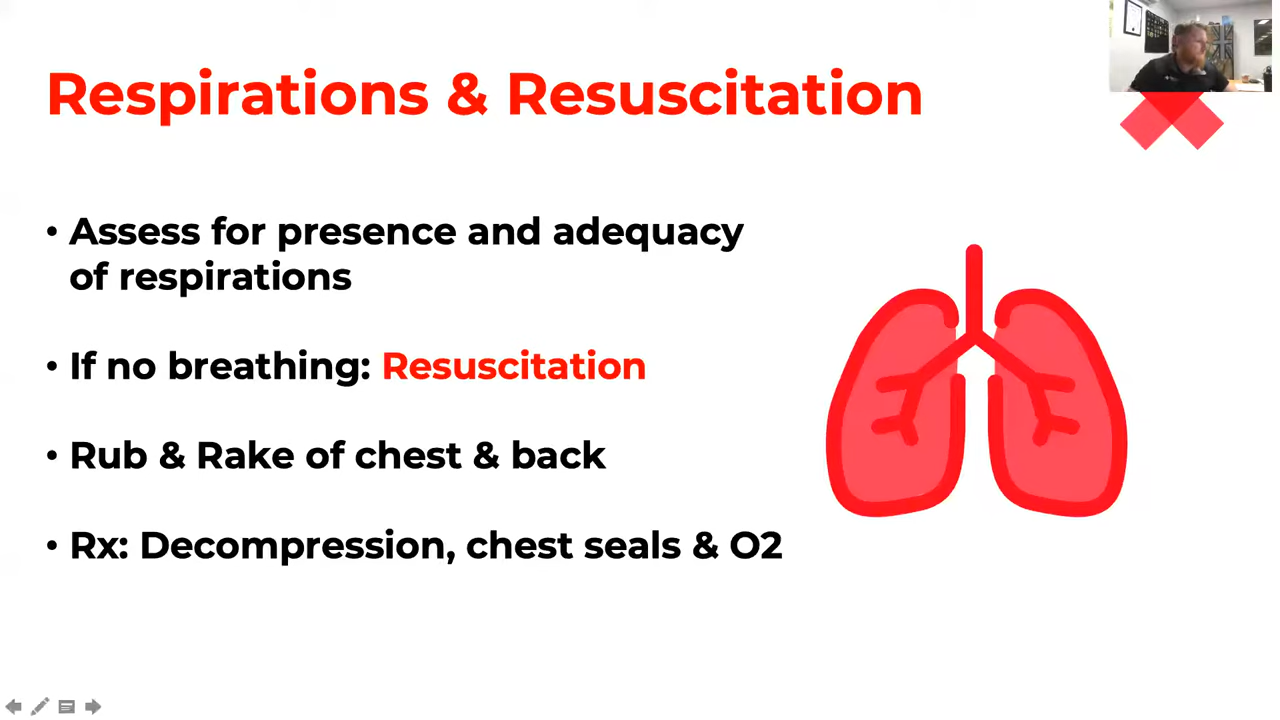 Respirations & Resuscitation
• Assess for presence and adequacy
of respirations
• If no breathing: Resuscitation
• Rub & Rake of chest & back
• Rx: Decompression, chest seals & O2